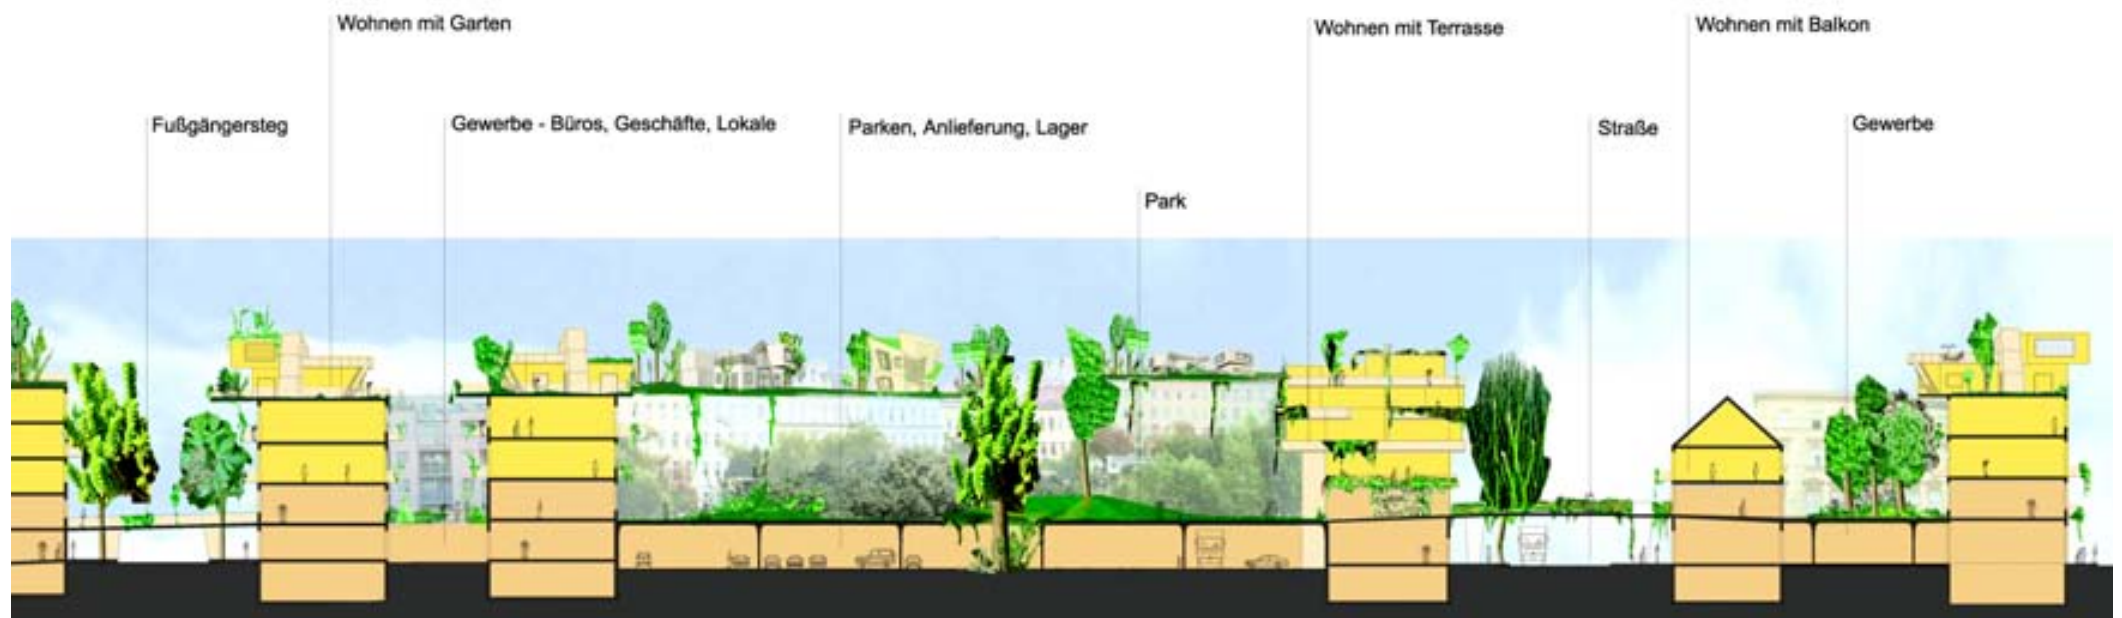 Wohnen mit Garten
Wohnen mit Terrasse
Wohnen mit Balkon
Fußgängersteg
Gewerbe - Büros, Geschäfte, Lokale
Parken, Anlieferung, Lager
Straße
Gewerbe
Park